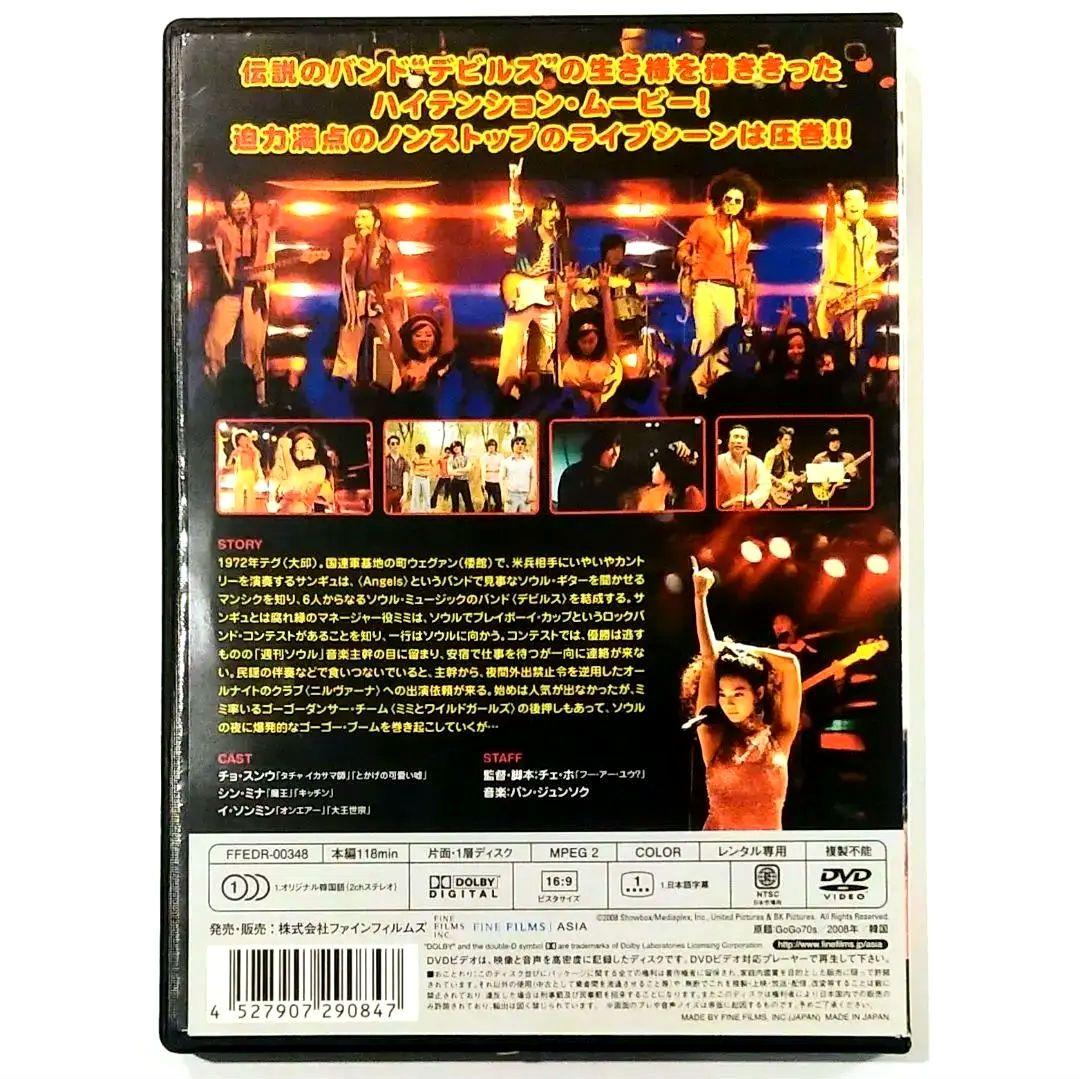 伝説のバンド“デビルズ”の生き様を描ききった
ハイテンション・ムービー!
迫力満点のノンストップのライブシーンは圧巻!!
STORY
1972年テグ〈大邱〉。国連軍基地の町ウェグァン〈倭館〉で、米兵相手にいやいやカント
リーを演奏するサンギュは、〈Angels〉というバンドで見事なソウル・ギターを聞かせる
マンシクを知り、6人からなるソウル・ミュージックのバンド〈デビルズ〉を結成する。サ
ンギュとは腐れ縁のマネージャー役ミミは、ソウルでプレイボーイ・カップというロックバ
ンド・コンテストがあることを知り、一行はソウルに向かう。コンテストでは、優勝は逃す
ものの「週刊ソウル」音楽主幹の目に留まり、安宿で仕事を待つが一向に連絡が来な
い。民謡の伴奏などで食いつないでいると、主幹から、夜間外出禁止令を逆用したオー
ルナイトのクラブ〈ニルヴァーナ〉への出演依頼が来る。始めは人気が出なかったが、ミ
ミ率いるゴーゴーダンサー・チーム〈ミミとワイルドガールズ〉の後押しもあって、ソウル
の夜に爆発的なゴーゴー・ブームを巻き起こしていくが…
CAST
チョ・スンウ「タチャ イカサマ師」「とかげの可愛い嘘」
シン・ミナ「魔王」「キッチン」
イ・ソンミン「オンエアー」「大王世宗」
STAFF
監督・脚本:チェ・ホ「フー・アー・ユウ?」
音楽:バン・ジュンソク
FFEDR-00348 本編118min 片面・1層ディスク MPEG 2 COLOR レンタル専用 複製不能
1 1.オリジナル韓国語(2chステレオ) DOLBY DIGITAL 16:9 ビスタサイズ 1 1.日本語字幕 NTSC 日本市場向 DVD VIDEO
発売・販売:株式会社ファインフィルムズ FINE FILMS INC. FINE FILMS ASIA
©2008 Showbox/Mediaplex, Inc., United Pictures & BK Pictures. All Rights Reserved.
原題:GoGo70s/2008年/韓国
"DOLBY" and the double-D symbol are trademarks of Dolby Laboratories Licensing Corporation. http://www.finefilms.jp/asia
DVDビデオは、映像と音声を高密度に記録したディスクです。DVDビデオ対応プレーヤーで再生して下さい。
MADE BY FINE FILMS, INC (JAPAN) MADE IN JAPAN.
4 527907 290847